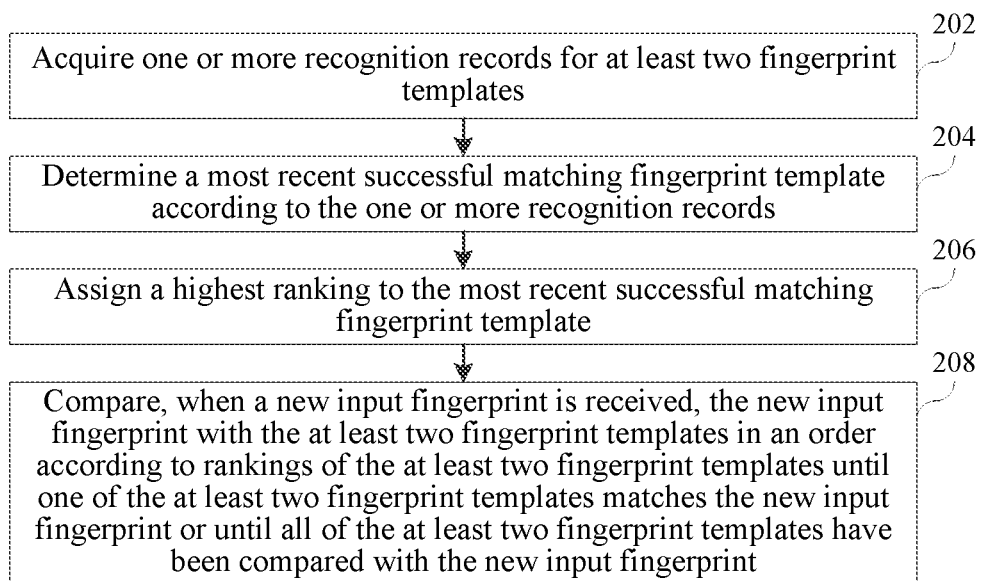 202
Acquire one or more recognition records for at least two fingerprint
templates
204
Determine a most recent successful matching fingerprint template
according to the one or more recognition records
206
Assign a highest ranking to the most recent successful matching
fingerprint template
208
Compare, when a new input fingerprint is received, the new input
fingerprint with the at least two fingerprint templates in an order
according to rankings of the at least two fingerprint templates until
one of the at least two fingerprint templates matches the new input
fingerprint or until all of the at least two fingerprint templates have
been compared with the new input fingerprint